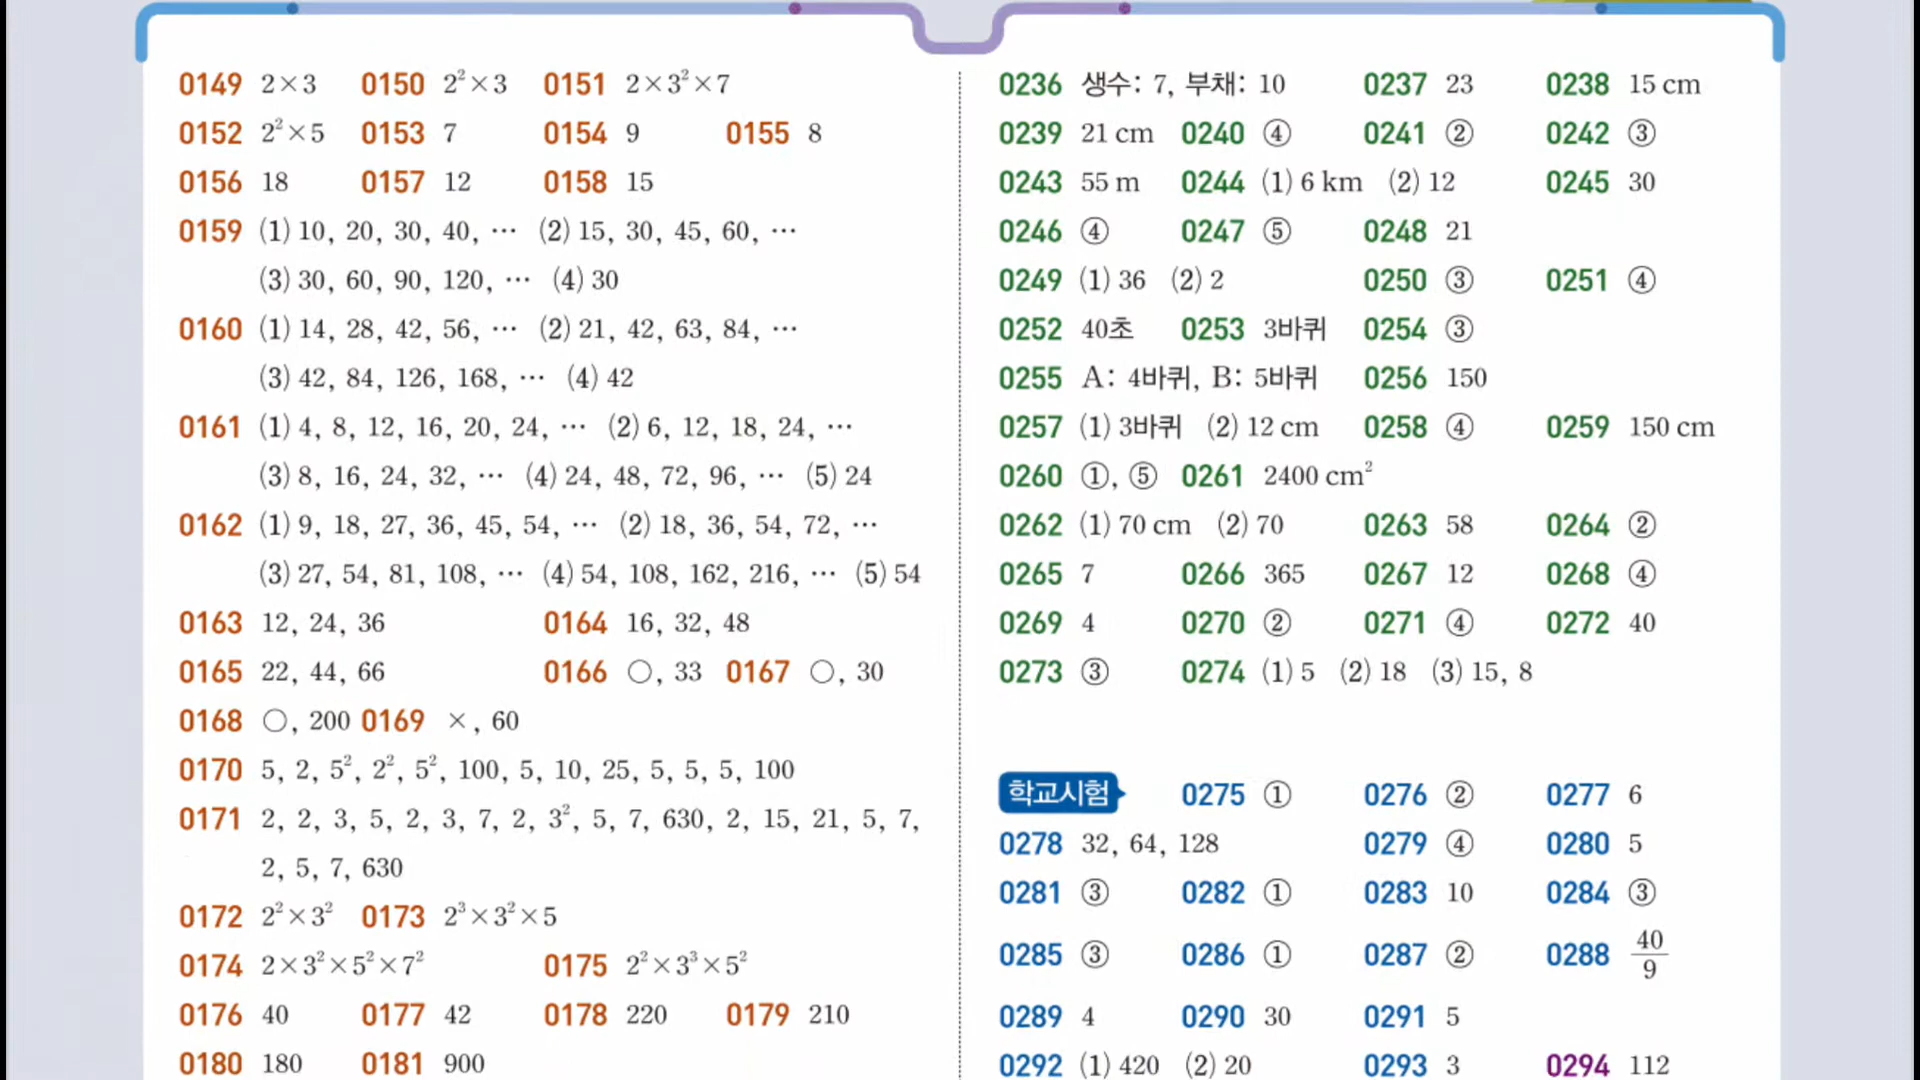 0149 2×3 0150 2²×3 0151 2×3²×7
0152 2²×5 0153 7 0154 9 0155 8
0156 18 0157 12 0158 15
0159 (1) 10, 20, 30, 40, ⋯ (2) 15, 30, 45, 60, ⋯
(3) 30, 60, 90, 120, ⋯ (4) 30
0160 (1) 14, 28, 42, 56, ⋯ (2) 21, 42, 63, 84, ⋯
(3) 42, 84, 126, 168, ⋯ (4) 42
0161 (1) 4, 8, 12, 16, 20, 24, ⋯ (2) 6, 12, 18, 24, ⋯
(3) 8, 16, 24, 32, ⋯ (4) 24, 48, 72, 96, ⋯ (5) 24
0162 (1) 9, 18, 27, 36, 45, 54, ⋯ (2) 18, 36, 54, 72, ⋯
(3) 27, 54, 81, 108, ⋯ (4) 54, 108, 162, 216, ⋯ (5) 54
0163 12, 24, 36 0164 16, 32, 48
0165 22, 44, 66 0166 ○, 33 0167 ○, 30
0168 ○, 200 0169 ×, 60
0170 5, 2, 5², 2², 5², 100, 5, 10, 25, 5, 5, 5, 100
0171 2, 2, 3, 5, 2, 3, 7, 2, 3², 5, 7, 630, 2, 15, 21, 5, 7,
2, 5, 7, 630
0172 2²×3² 0173 2³×3²×5
0174 2×3²×5²×7² 0175 2²×3³×5²
0176 40 0177 42 0178 220 0179 210
0180 180 0181 900
0236 생수: 7, 부채: 10 0237 23 0238 15 cm
0239 21 cm 0240 ④ 0241 ② 0242 ③
0243 55 m 0244 (1) 6 km (2) 12 0245 30
0246 ④ 0247 ⑤ 0248 21
0249 (1) 36 (2) 2 0250 ③ 0251 ④
0252 40초 0253 3바퀴 0254 ③
0255 A: 4바퀴, B: 5바퀴 0256 150
0257 (1) 3바퀴 (2) 12 cm 0258 ④ 0259 150 cm
0260 ①, ⑤ 0261 2400 cm²
0262 (1) 70 cm (2) 70 0263 58 0264 ②
0265 7 0266 365 0267 12 0268 ④
0269 4 0270 ② 0271 ④ 0272 40
0273 ③ 0274 (1) 5 (2) 18 (3) 15, 8
학교시험 0275 ① 0276 ② 0277 6
0278 32, 64, 128 0279 ④ 0280 5
0281 ③ 0282 ① 0283 10 0284 ③
0285 ③ 0286 ① 0287 ② 0288 40/9
0289 4 0290 30 0291 5
0292 (1) 420 (2) 20 0293 3 0294 112